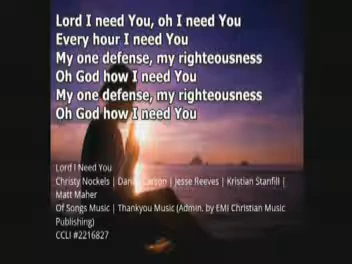 Lord I need You, oh I need You
Every hour I need You
My one defense, my righteousness
Oh God how I need You
My one defense, my righteousness
Oh God how I need You
Lord I Need You
Christy Nockels | Daniel Carson | Jesse Reeves | Kristian Stanfill |
Matt Maher
Of Songs Music | Thankyou Music (Admin. by EMI Christian Music
Publishing)
CCLI #2216827